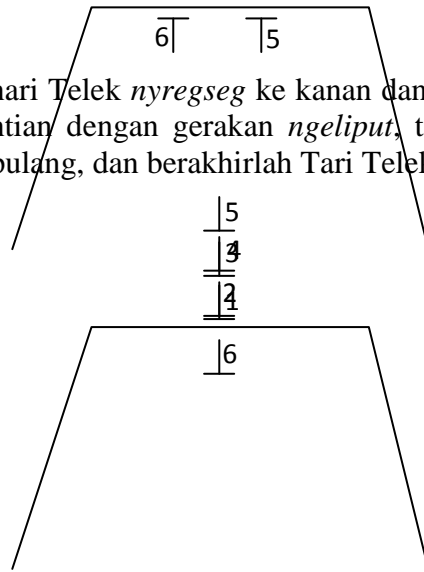 6 5
hari Telek nyregseg ke kanan dan
ntian dengan gerakan ngeliput, t
pulang, dan berakhirlah Tari Telek
5
3 4
2 1
6